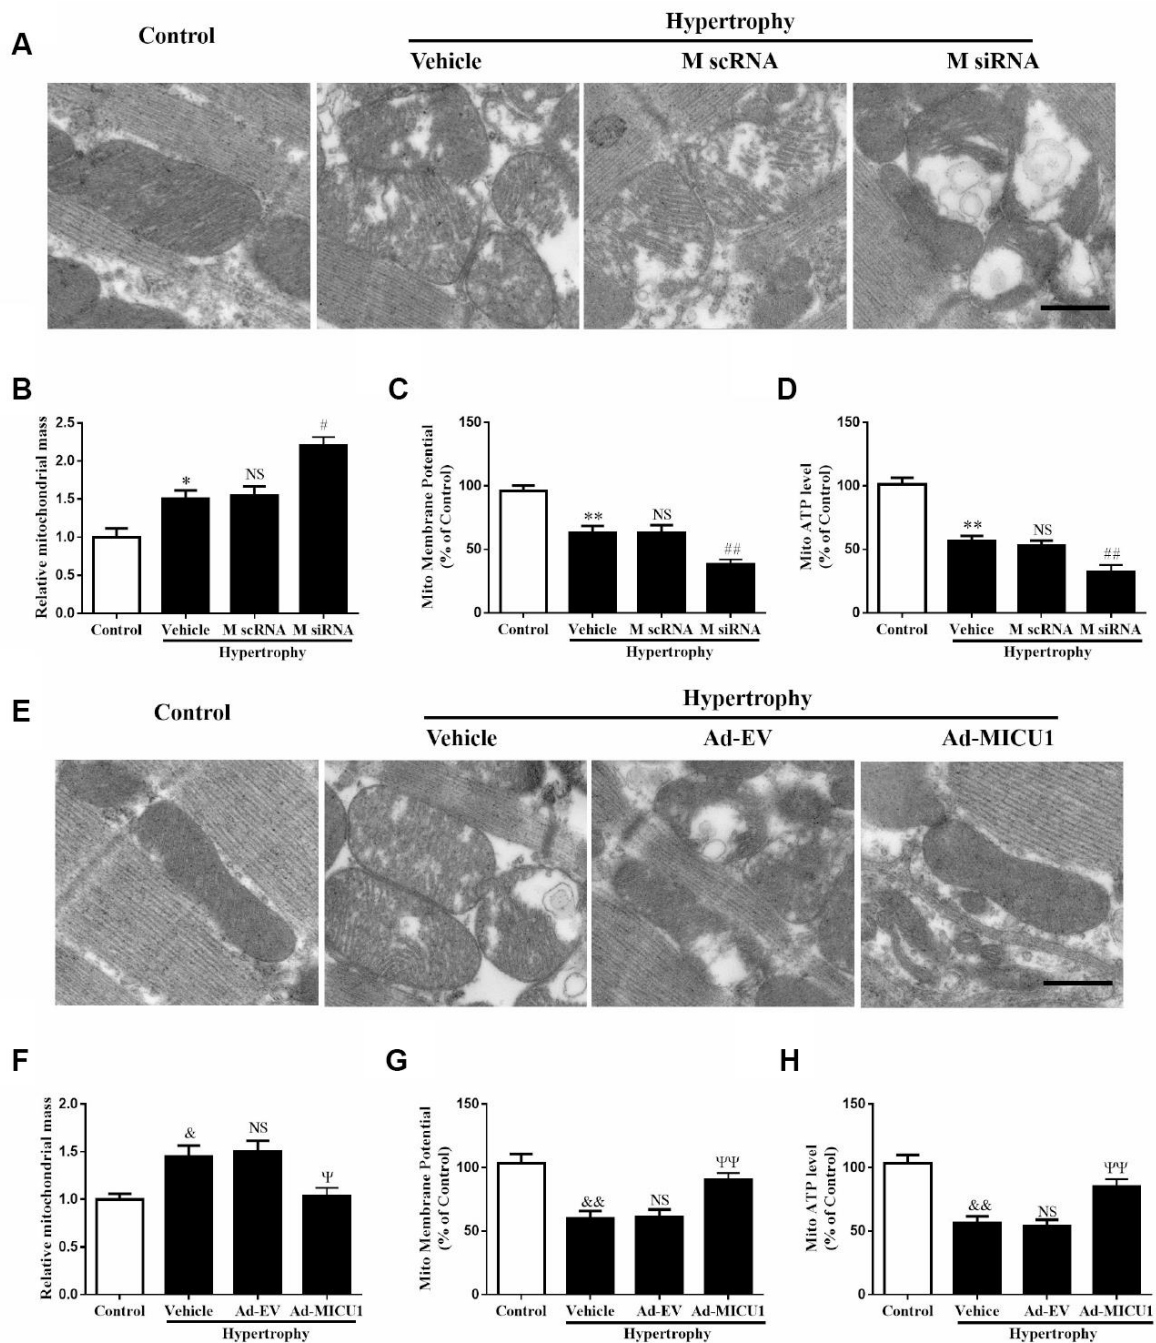 A
Control
Hypertrophy
Vehicle
M scRNA
M siRNA
B
C
D
Relative mitochondrial mass
2.5
2.0
1.5
1.0
0.5
0.0
*
NS
#
Control
Vehicle
M scRNA
M siRNA
Hypertrophy
Mito Membrane Potential
(% of Control)
150
100
50
0
**
NS
##
Control
Vehicle
M scRNA
M siRNA
Hypertrophy
Mito ATP level
(% of Control)
150
100
50
0
**
NS
##
Control
Vehice
M scRNA
M siRNA
Hypertrophy
E
Control
Hypertrophy
Vehicle
Ad-EV
Ad-MICU1
F
G
H
Relative mitochondrial mass
2.0
1.5
1.0
0.5
0.0
&
NS
Ψ
Control
Vehicle
Ad-EV
Ad-MICU1
Hypertrophy
Mito Membrane Potential
(% of Control)
150
100
50
0
&&
NS
ΨΨ
Control
Vehicle
Ad-EV
Ad-MICU1
Hypertrophy
Mito ATP level
(% of Control)
150
100
50
0
&&
NS
ΨΨ
Control
Vehice
Ad-EV
Ad-MICU1
Hypertrophy